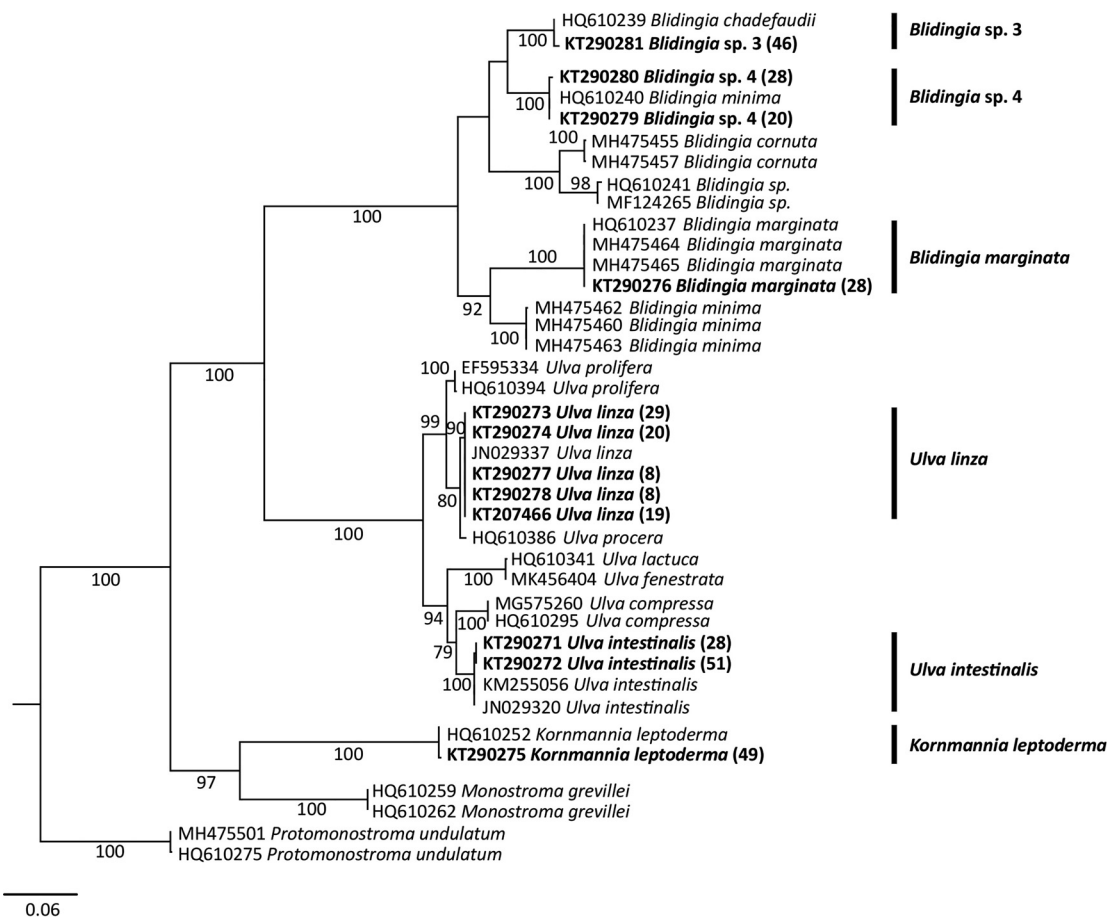 HQ610239 Blidingia chadefaudii
100
KT290281 Blidingia sp. 3 (46)
Blidingia sp. 3
KT290280 Blidingia sp. 4 (28)
100
HQ610240 Blidingia minima
Blidingia sp. 4
KT290279 Blidingia sp. 4 (20)
100
MH475455 Blidingia cornuta
MH475457 Blidingia cornuta
100
98
HQ610241 Blidingia sp.
MF124265 Blidingia sp.
100
HQ610237 Blidingia marginata
MH475464 Blidingia marginata
100
MH475465 Blidingia marginata
Blidingia marginata
KT290276 Blidingia marginata (28)
92
MH475462 Blidingia minima
MH475460 Blidingia minima
100
MH475463 Blidingia minima
100
100
EF595334 Ulva prolifera
HQ610394 Ulva prolifera
99
90
KT290273 Ulva linza (29)
KT290274 Ulva linza (20)
JN029337 Ulva linza
Ulva linza
KT290277 Ulva linza (8)
80
KT290278 Ulva linza (8)
KT207466 Ulva linza (19)
100
HQ610386 Ulva procera
HQ610341 Ulva lactuca
100
100
MK456404 Ulva fenestrata
MG575260 Ulva compressa
94
100
HQ610295 Ulva compressa
KT290271 Ulva intestinalis (28)
79
KT290272 Ulva intestinalis (51)
Ulva intestinalis
100
KM255056 Ulva intestinalis
JN029320 Ulva intestinalis
HQ610252 Kornmannia leptoderma
100
KT290275 Kornmannia leptoderma (49)
Kornmannia leptoderma
97
HQ610259 Monostroma grevillei
100
HQ610262 Monostroma grevillei
MH475501 Protomonostroma undulatum
100
HQ610275 Protomonostroma undulatum
0.06